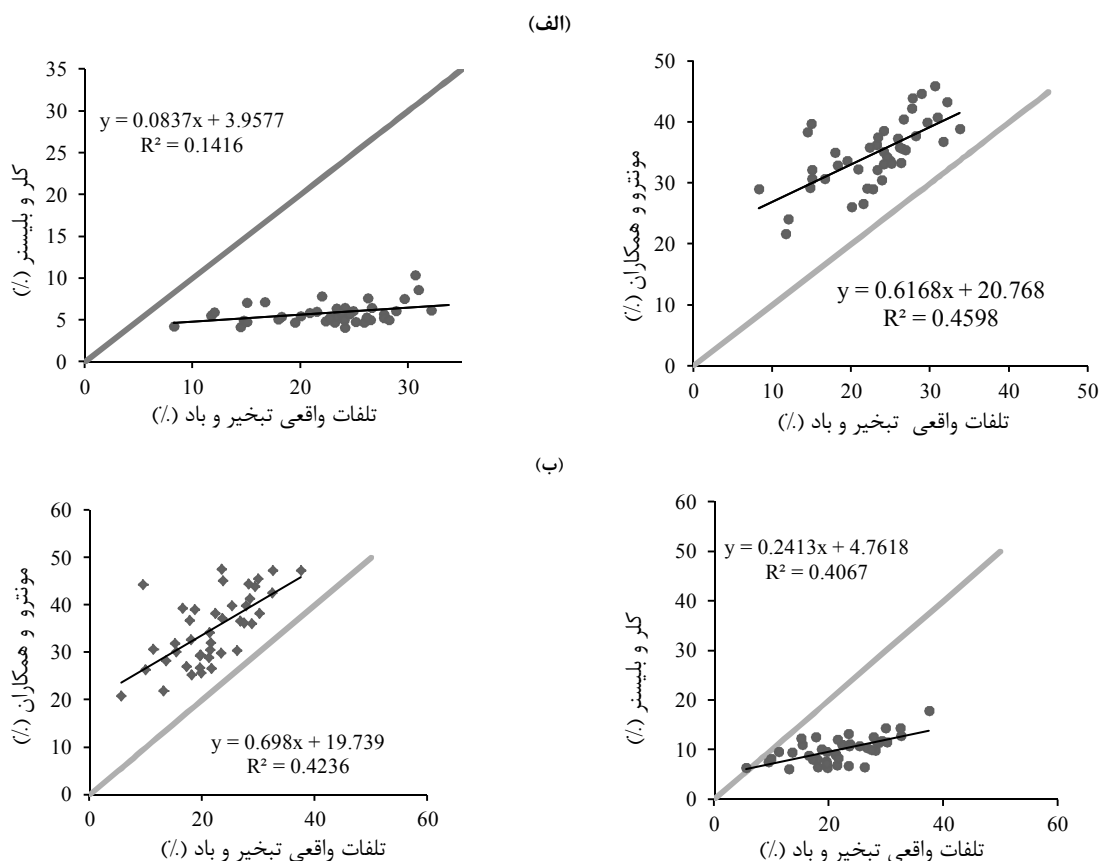 (الف)
35
30
25
20
15
10
5
0
کلر و بلیسنر (٪)
y = 0.0837x + 3.9577
R² = 0.1416
0
10
20
30
تلفات واقعی تبخیر و باد (٪)
50
40
30
20
10
0
مونترو و همکاران (٪)
y = 0.6168x + 20.768
R² = 0.4598
0
10
20
30
40
50
تلفات واقعی تبخیر و باد (٪)
(ب)
60
50
40
30
20
10
0
مونترو و همکاران (٪)
y = 0.698x + 19.739
R² = 0.4236
0
20
40
60
تلفات واقعی تبخیر و باد (٪)
60
50
40
30
20
10
0
کلر و بلیسنر (٪)
y = 0.2413x + 4.7618
R² = 0.4067
0
20
40
60
تلفات واقعی تبخیر و باد (٪)